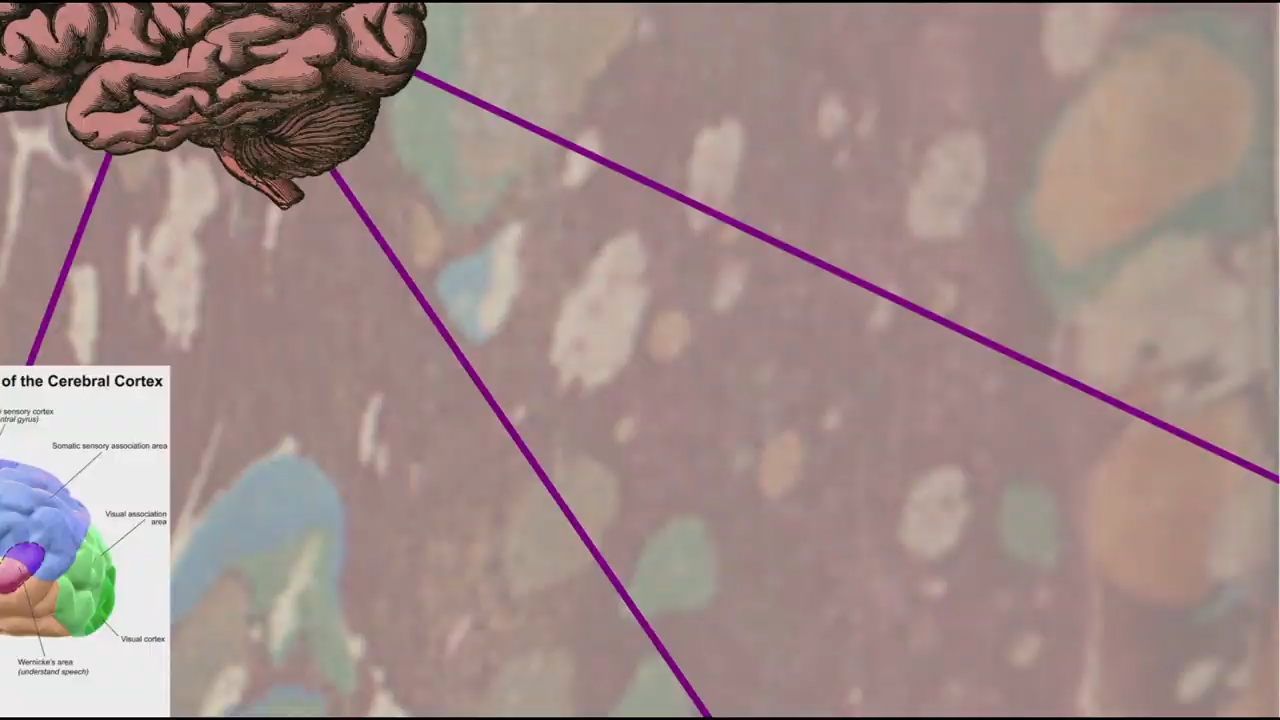 of the Cerebral Cortex
sensory cortex
ntral gyrus)
Somatic sensory association area
Visual association
area
Visual cortex
Wernicke's area
(understand speech)